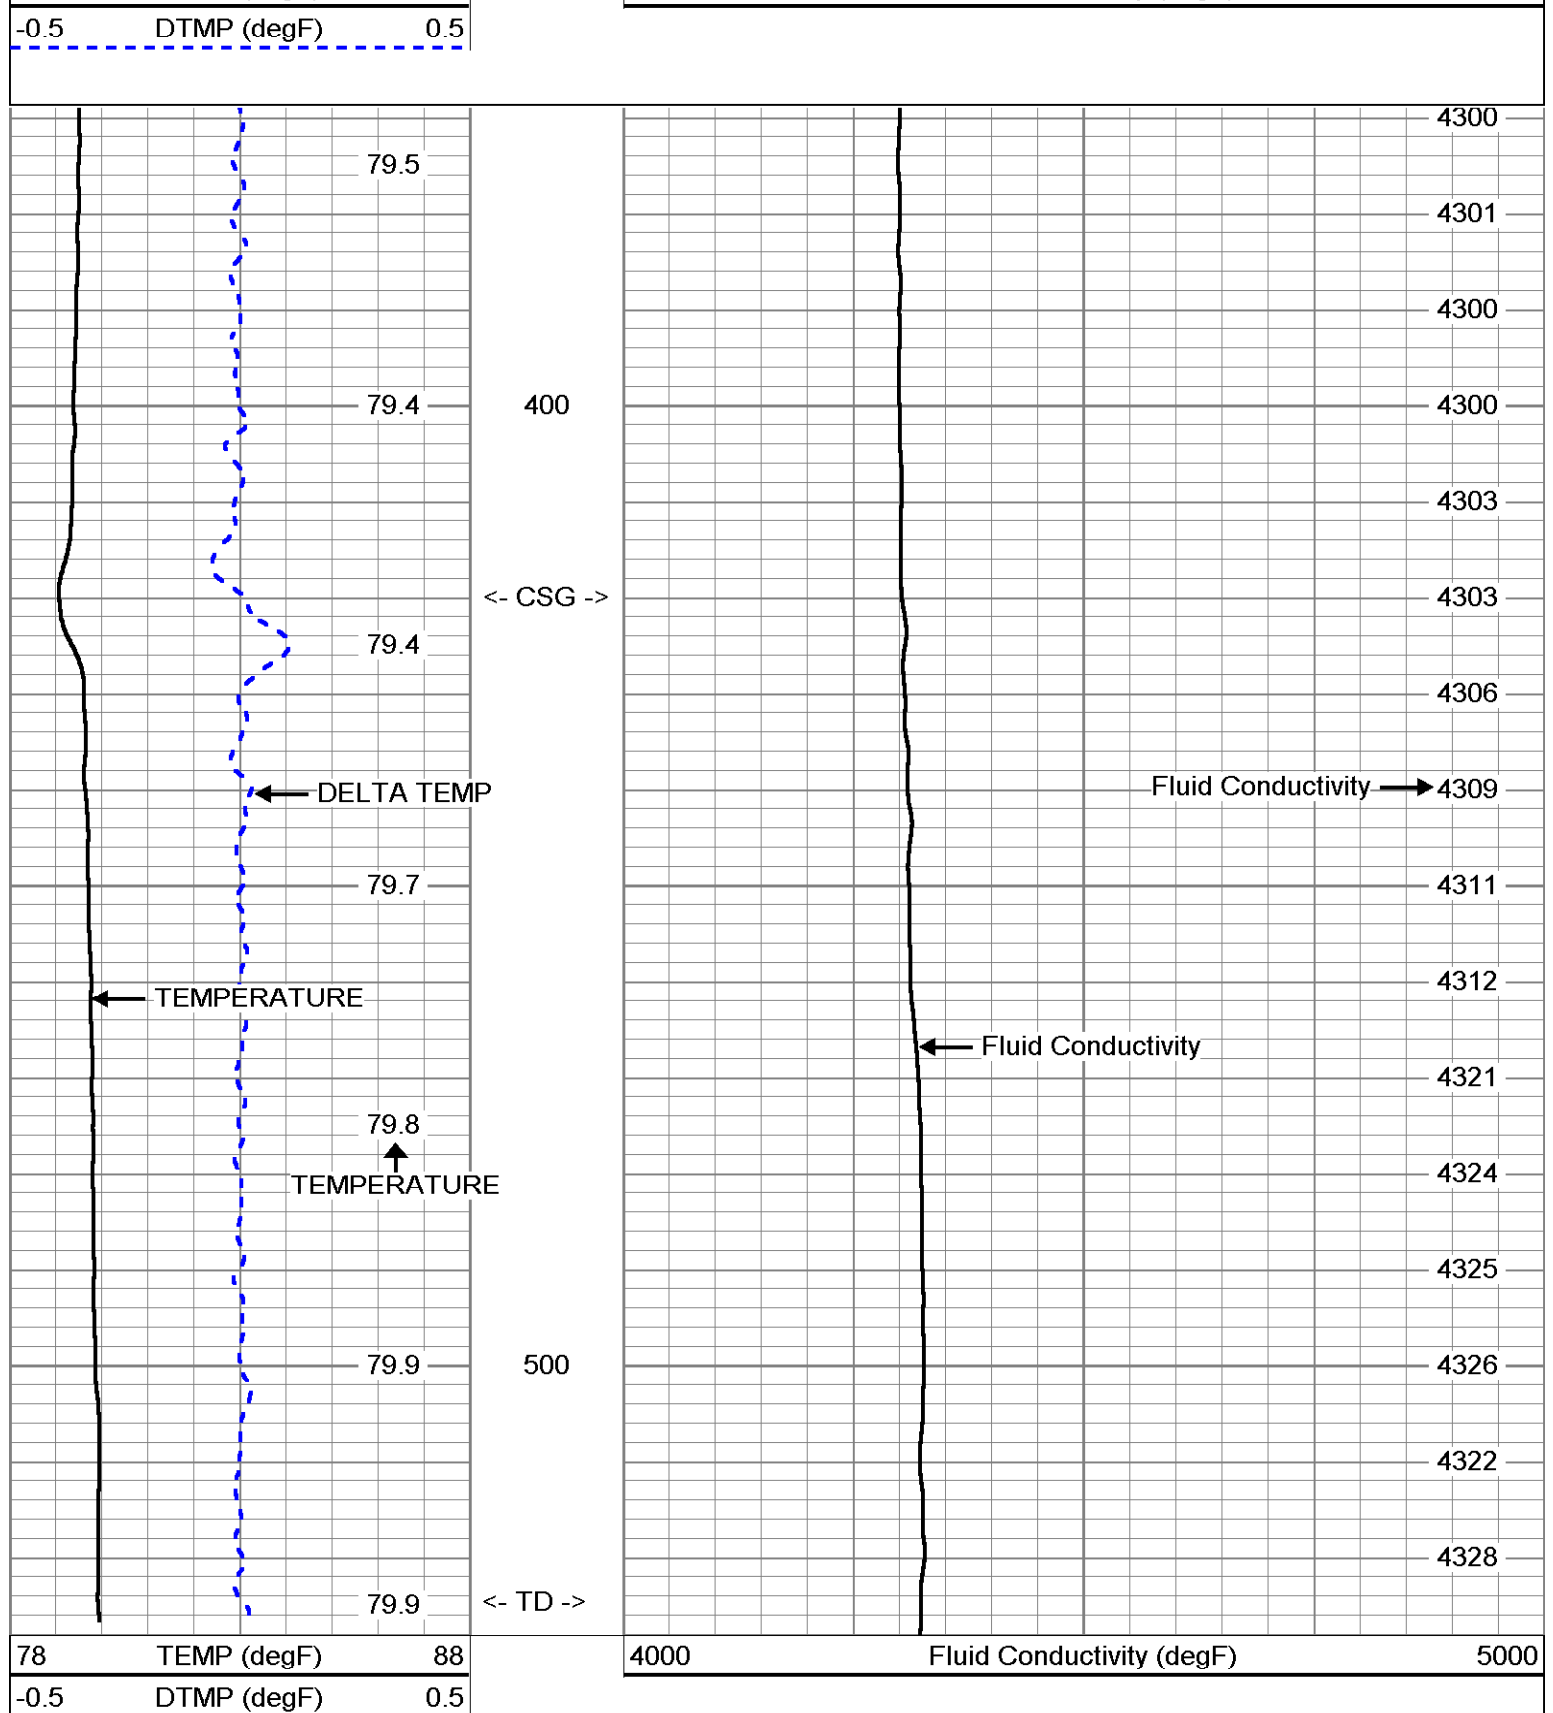 -0.5 DTMP (degF) 0.5
4300
79.5
4301
4300
79.4 400 4300
4303
<- CSG -> 4303
79.4
4306
DELTA TEMP Fluid Conductivity 4309
79.7 4311
4312
TEMPERATURE
Fluid Conductivity
4321
79.8
4324
TEMPERATURE
4325
79.9 500 4326
4322
4328
79.9 <- TD ->
78 TEMP (degF) 88 4000 Fluid Conductivity (degF) 5000
-0.5 DTMP (degF) 0.5